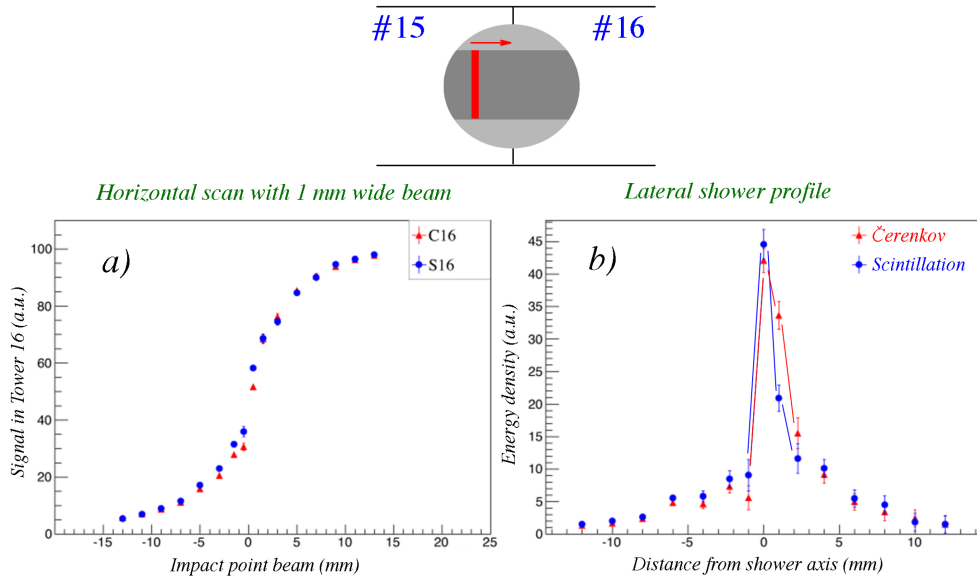 #15 #16
Horizontal scan with 1 mm wide beam
Lateral shower profile
a)
C16
S16
Signal in Tower 16 (a.u.)
100
80
60
40
20
0
-15 -10 -5 0 5 10 15 20 25
Impact point beam (mm)
b)
Čerenkov
Scintillation
Energy density (a.u.)
45
40
35
30
25
20
15
10
5
0
-10 -5 0 5 10
Distance from shower axis (mm)